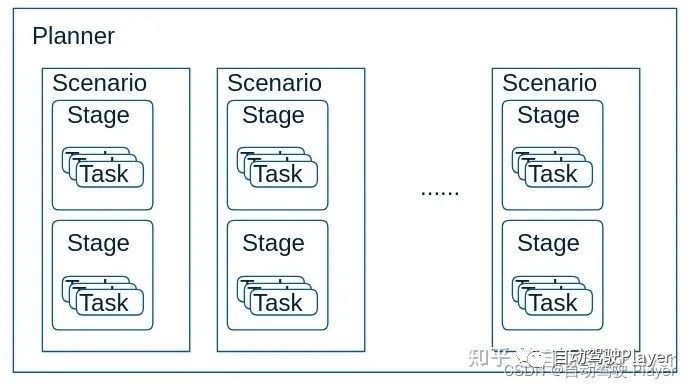 Planner
Scenario
Scenario
Scenario
Stage
Stage
Stage
Task
Task
Task
......
Stage
Stage
Stage
Task
Task
Task
知乎
自动驾驶Player
CSDN @自动驾驶 Player